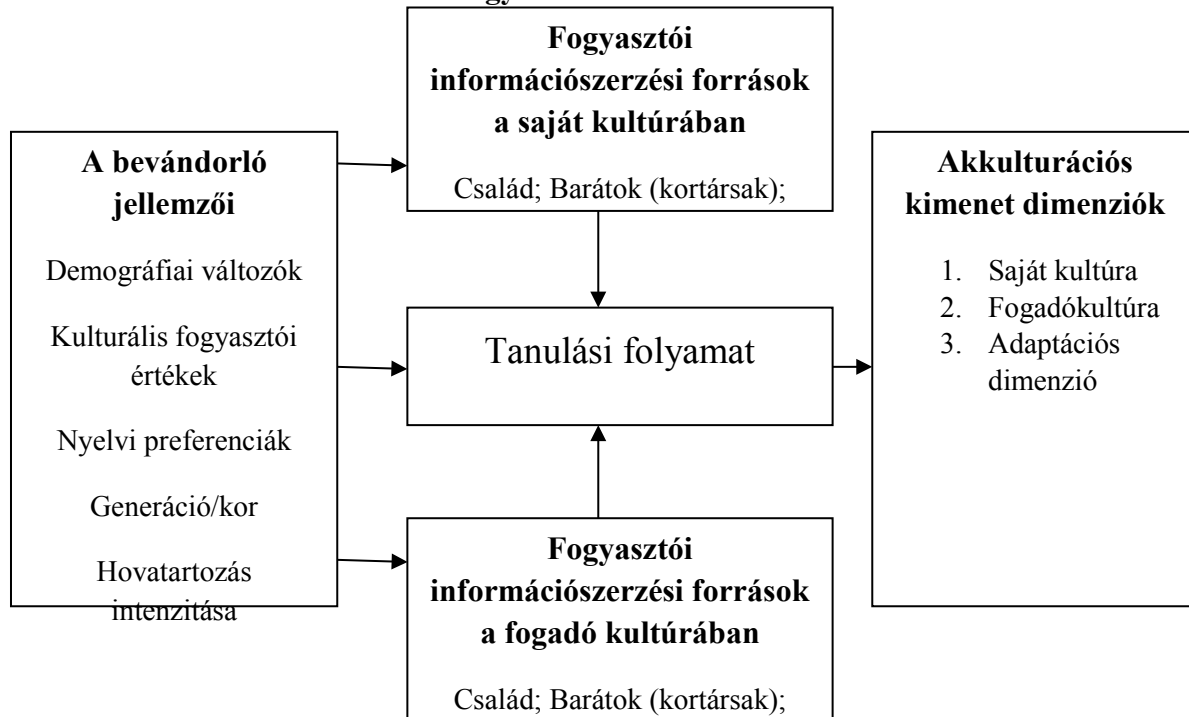 Fogyasztói
információszerzési források
a saját kultúrában
Család; Barátok (kortársak);
A bevándorló
jellemzői
Demográfiai változók
Kulturális fogyasztói
értékek
Nyelvi preferenciák
Generáció/kor
Hovatartozás
intenzitása
Tanulási folyamat
Fogyasztói
információszerzési források
a fogadó kultúrában
Család; Barátok (kortársak);
Akkulturációs
kimenet dimenziók
1. Saját kultúra
2. Fogadókultúra
3. Adaptációs
dimenzió